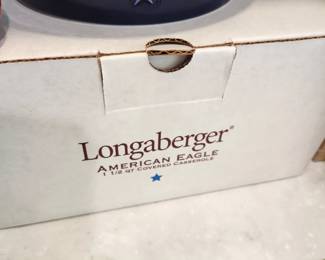 Longaberger®
AMERICAN EAGLE
1 1/2 QT COVERED CASSEROLE